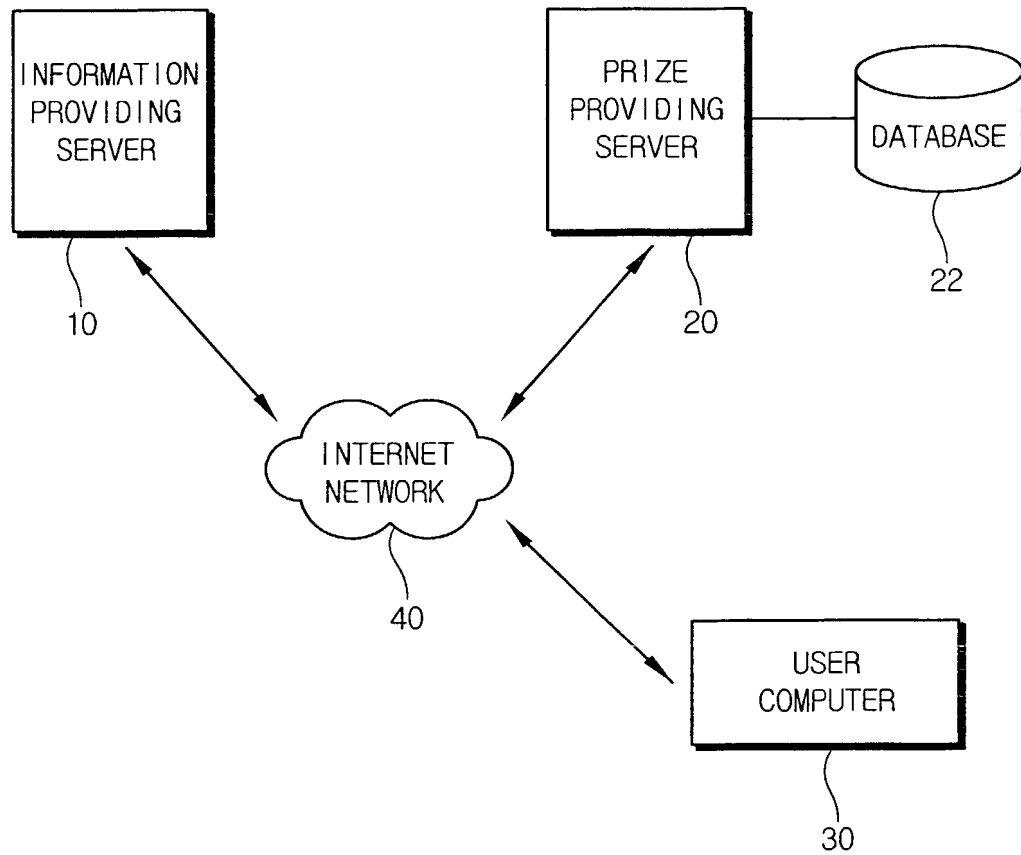 INFORMATION
PROVIDING
SERVER
10
PRIZE
PROVIDING
SERVER
20
DATABASE
22
INTERNET
NETWORK
40
USER
COMPUTER
30